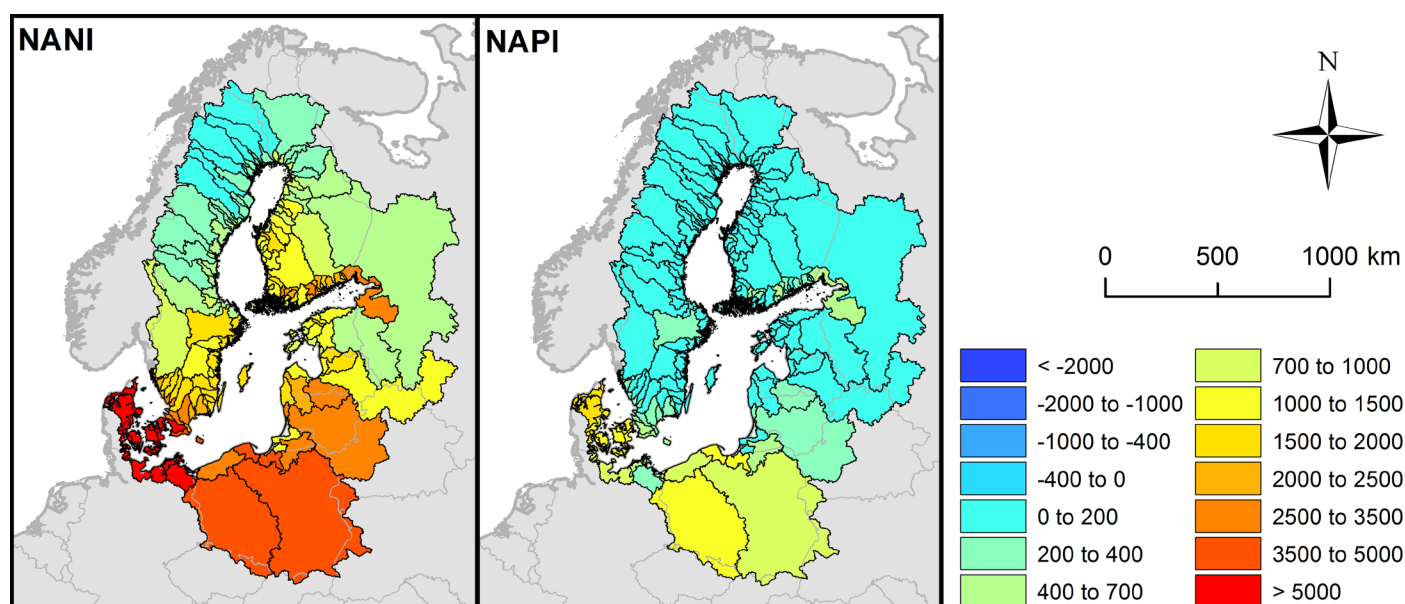 NANI
NAPI
N
0 500 1000 km
< -2000
-2000 to -1000
-1000 to -400
-400 to 0
0 to 200
200 to 400
400 to 700
700 to 1000
1000 to 1500
1500 to 2000
2000 to 2500
2500 to 3500
3500 to 5000
> 5000